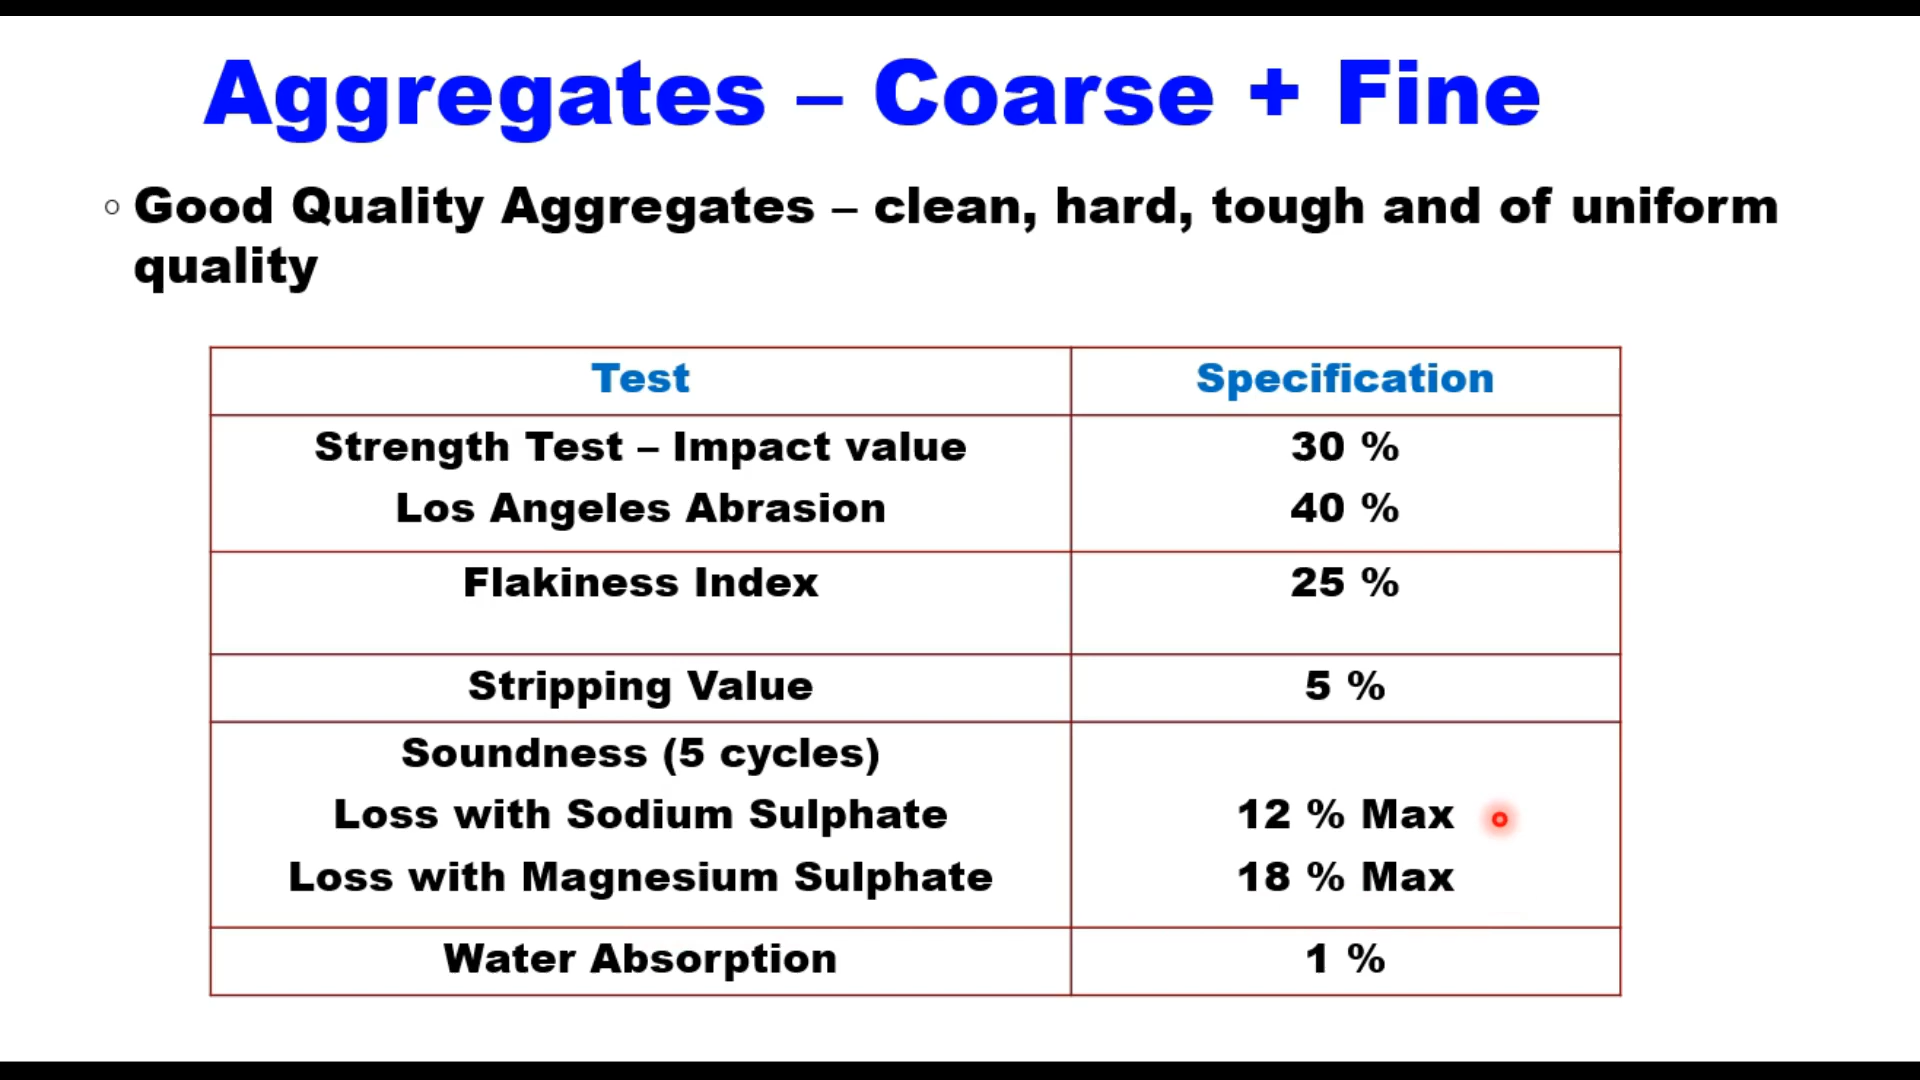 Aggregates – Coarse + Fine
Good Quality Aggregates – clean, hard, tough and of uniform
quality
Test Specification
Strength Test – Impact value 30 %
Los Angeles Abrasion 40 %
Flakiness Index 25 %
Stripping Value 5 %
Soundness (5 cycles)
Loss with Sodium Sulphate 12 % Max
Loss with Magnesium Sulphate 18 % Max
Water Absorption 1 %